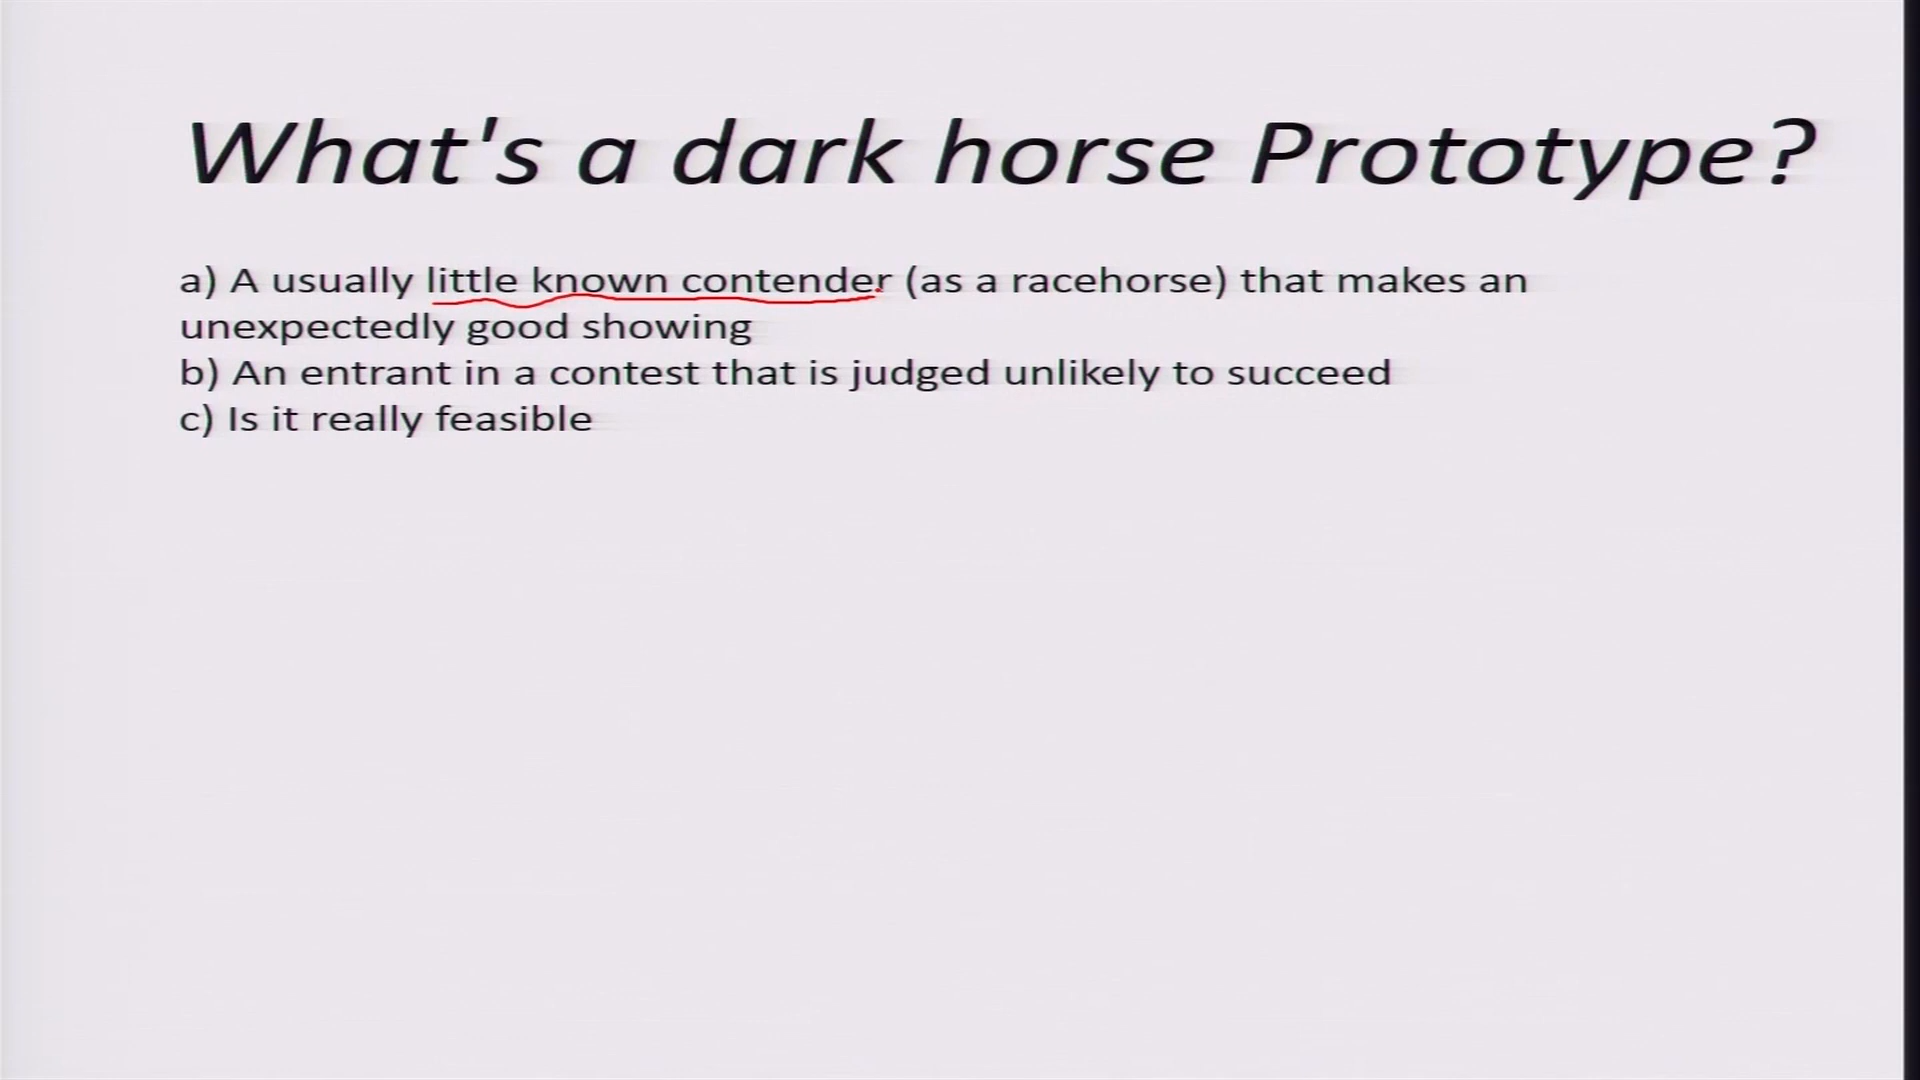 What's a dark horse Prototype?
a) A usually little known contender (as a racehorse) that makes an
unexpectedly good showing
b) An entrant in a contest that is judged unlikely to succeed
c) Is it really feasible